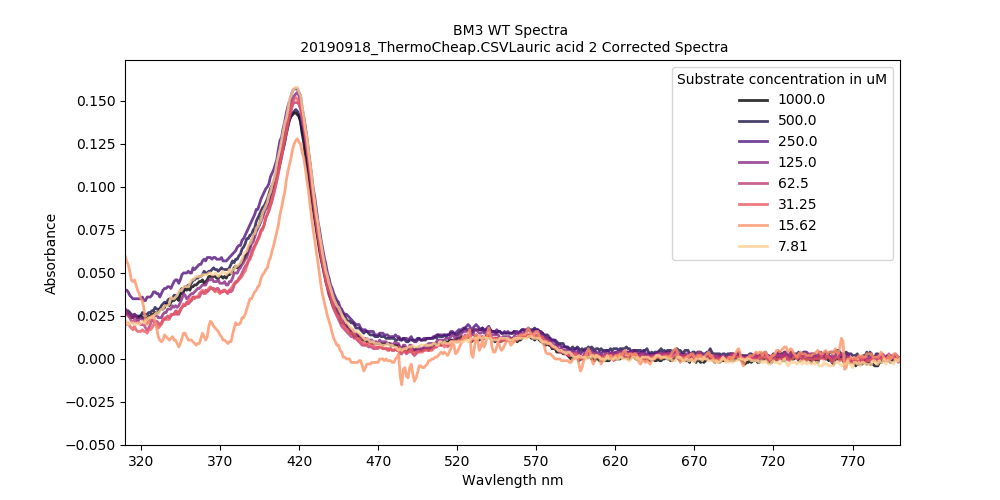 BM3 WT Spectra
20190918_ThermoCheap.CSVLauric acid 2 Corrected Spectra
Substrate concentration in uM
1000.0
500.0
250.0
125.0
62.5
31.25
15.62
7.81
Absorbance
0.150
0.125
0.100
0.075
0.050
0.025
0.000
−0.025
−0.050
320 370 420 470 520 570 620 670 720 770
Wavlength nm